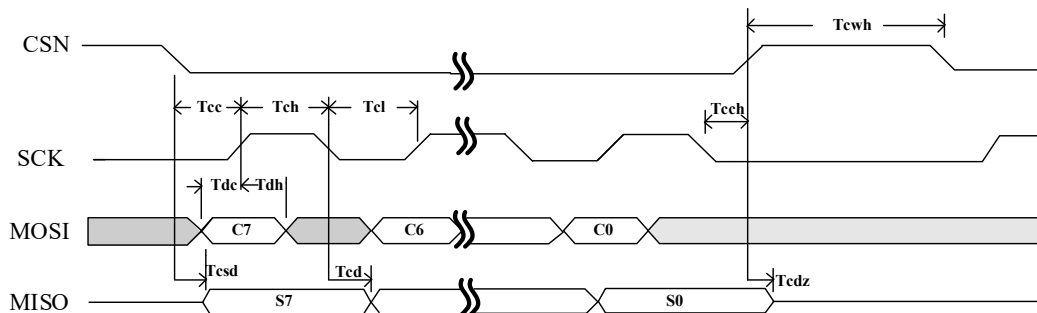 Tcwh
CSN
Tcc Tch Tcl Tcch
SCK
Tdc Tdh
MOSI C7 C6 C0
Tcsd Tcd Tcdz
MISO S7 S0